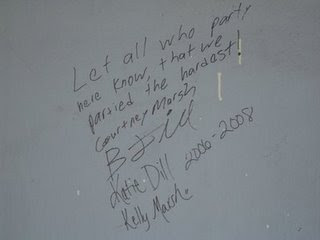 Let all who party
here know, that we
partied the hardest!
Courtney Marsh
B Dill
Katie Dill 2006-2008
Kelly Marsh